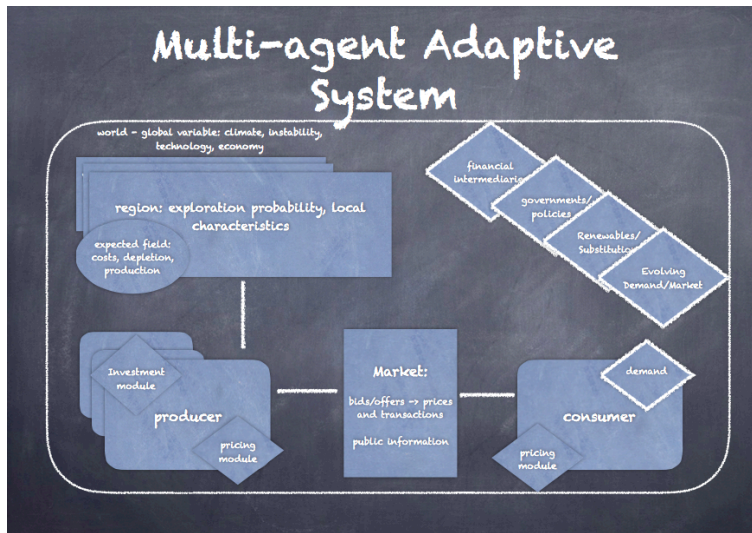 Multi-agent Adaptive
System
world - global variable: climate, instability,
technology, economy
financial
intermediaries
governments/
policies
Renewables/
Substitution
Evolving
Demand/Market
region: exploration probability, local
characteristics
expected field:
costs, depletion,
production
Investment
module
producer
pricing
module
Market:
bids/offers -> prices
and transactions
public information
demand
consumer
pricing
module